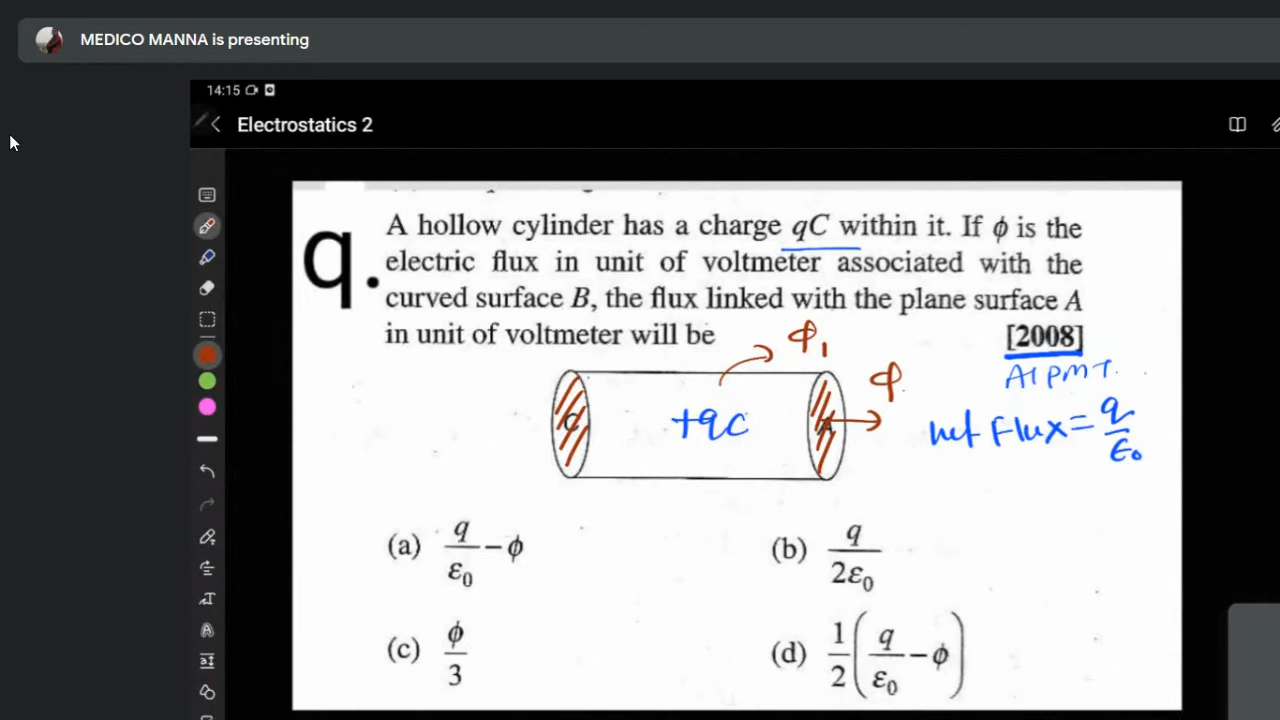 MEDICO MANNA is presenting
14:15
Electrostatics 2
q.
A hollow cylinder has a charge qC within it. If ϕ is the
electric flux in unit of voltmeter associated with the
curved surface B, the flux linked with the plane surface A
in unit of voltmeter will be [2008]
AIPMT.
ϕ₁
ϕ
C +qC A
net Flux = q/ε₀
(a) q/ε₀ − ϕ (b) q/2ε₀
(c) ϕ/3 (d) 1/2 (q/ε₀ − ϕ)